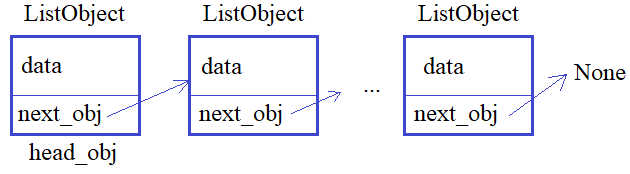 ListObject ListObject ListObject
data data data
... None
next_obj next_obj next_obj
head_obj